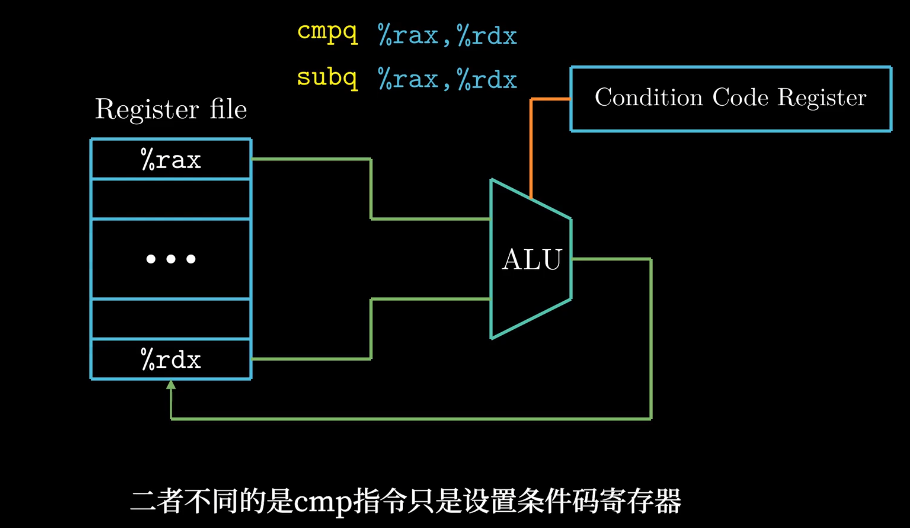 cmpq %rax,%rdx
subq %rax,%rdx
Condition Code Register
Register file
%rax
...
%rdx
ALU
二者不同的是cmp指令只是设置条件码寄存器